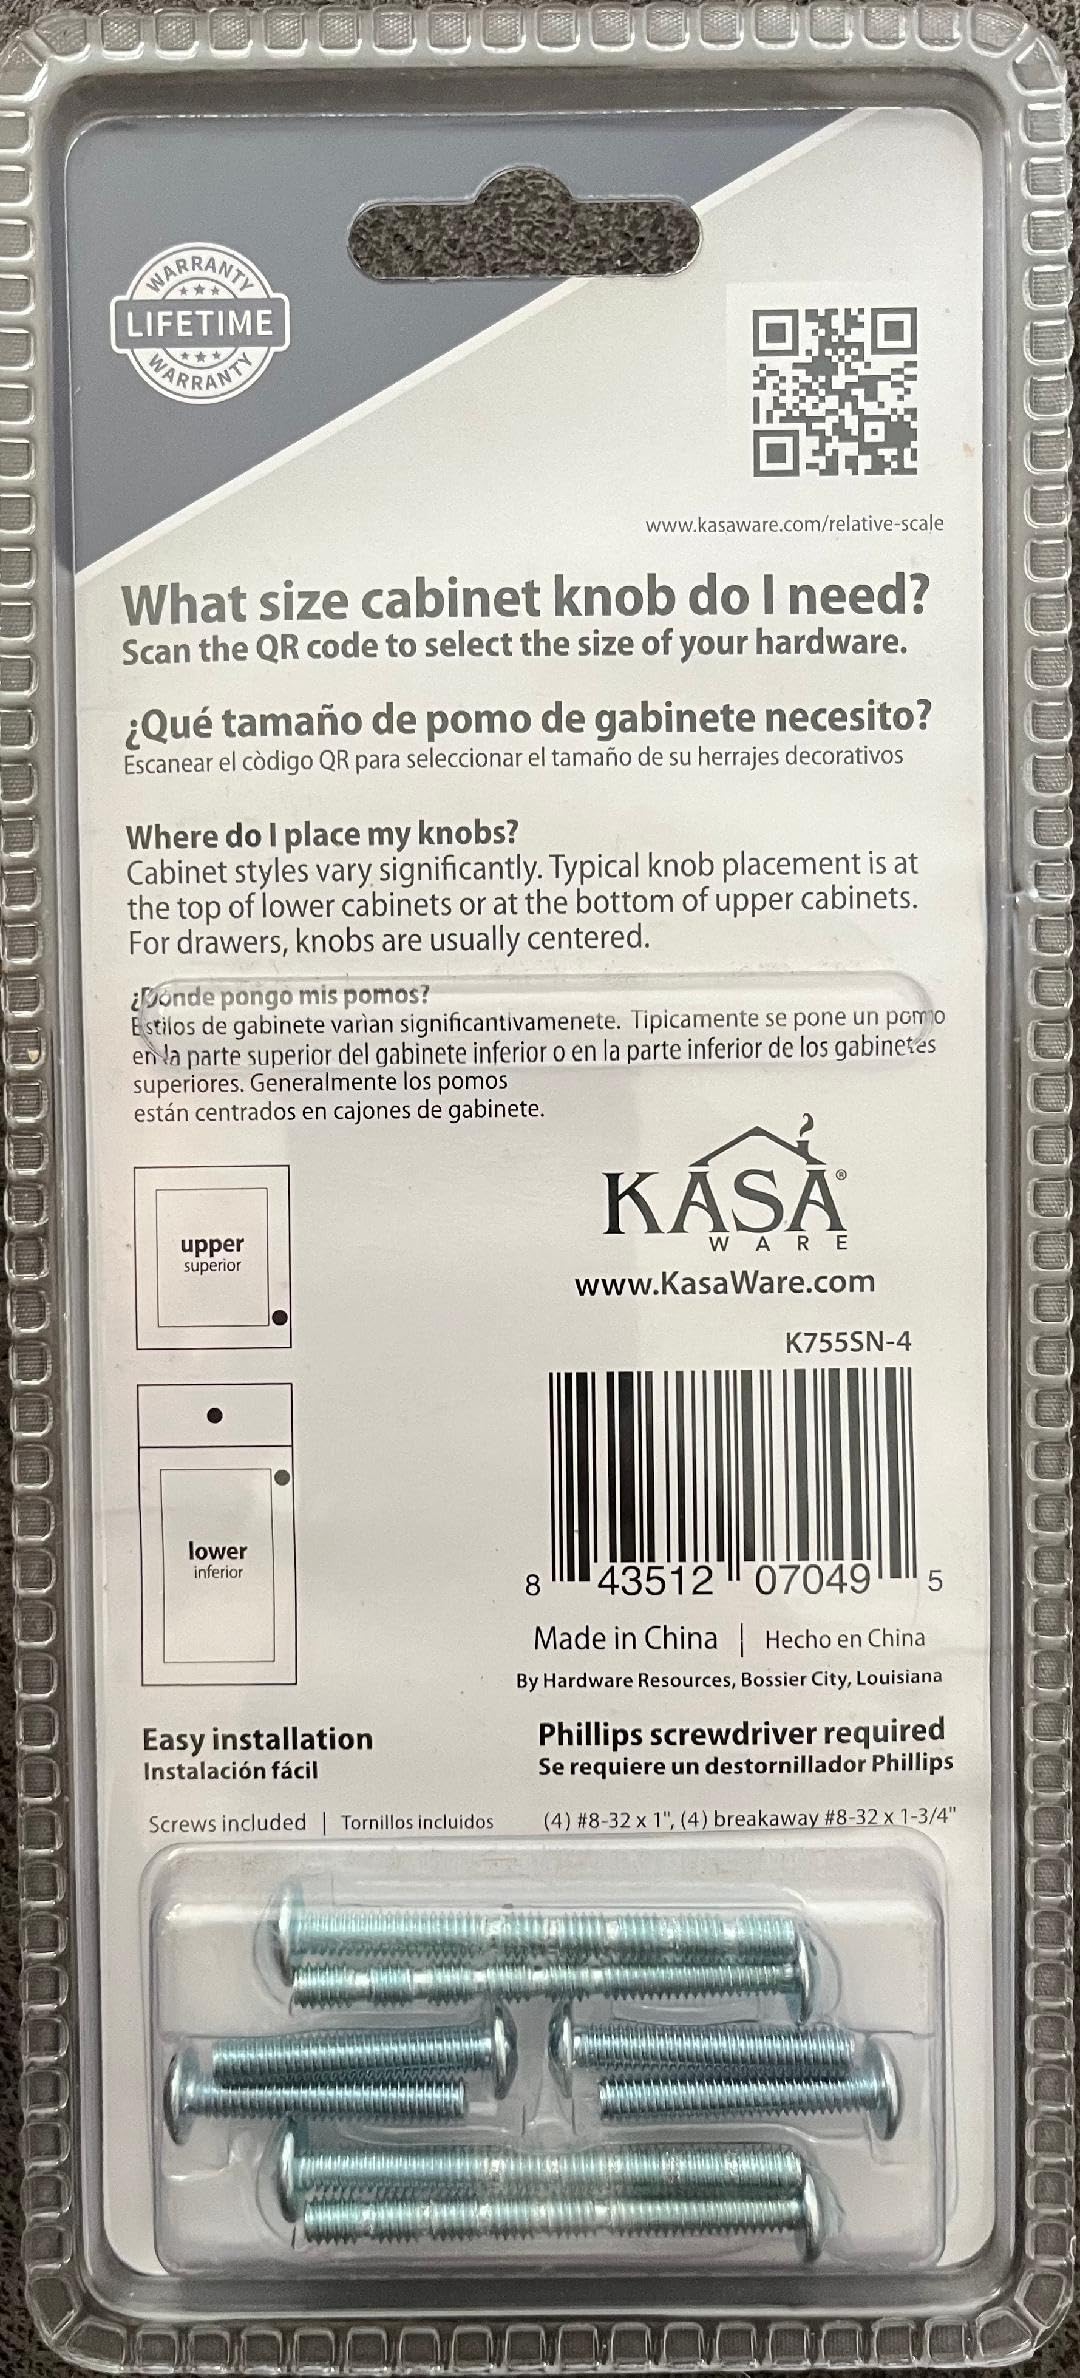 WARRANTY
LIFETIME
WARRANTY
www.kasaware.com/relative-scale
What size cabinet knob do I need?
Scan the QR code to select the size of your hardware.
¿Qué tamaño de pomo de gabinete necesito?
Escanear el còdigo QR para seleccionar el tamaño de su herrajes decorativos
Where do I place my knobs?
Cabinet styles vary significantly. Typical knob placement is at
the top of lower cabinets or at the bottom of upper cabinets.
For drawers, knobs are usually centered.
¿Dónde pongo mis pomos?
Estilos de gabinete varìan significantivamenete. Tipicamente se pone un pomo
en la parte superior del gabinete inferior o en la parte inferior de los gabinetes
superiores. Generalmente los pomos
están centrados en cajones de gabinete.
upper
superior
KASA®
WARE
www.KasaWare.com
K755SN-4
lower
inferior
8 43512 07049 5
Made in China | Hecho en China
By Hardware Resources, Bossier City, Louisiana
Easy installation
Instalación fácil
Phillips screwdriver required
Se requiere un destornillador Phillips
Screws included | Tornillos incluidos
(4) #8-32 x 1", (4) breakaway #8-32 x 1-3/4"